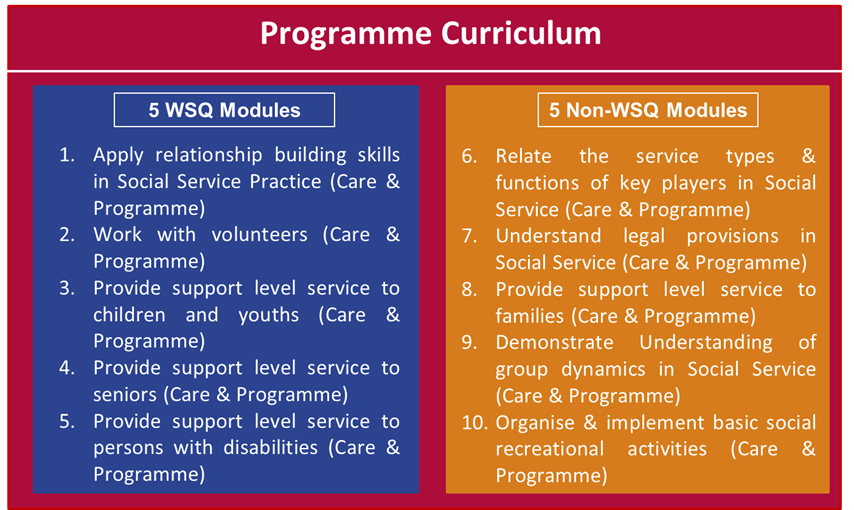 Programme Curriculum
5 WSQ Modules
1. Apply relationship building skills
in Social Service Practice (Care &
Programme)
2. Work with volunteers (Care &
Programme)
3. Provide support level service to
children and youths (Care &
Programme)
4. Provide support level service to
seniors (Care & Programme)
5. Provide support level service to
persons with disabilities (Care &
Programme)
5 Non-WSQ Modules
6. Relate the service types &
functions of key players in Social
Service (Care & Programme)
7. Understand legal provisions in
Social Service (Care & Programme)
8. Provide support level service to
families (Care & Programme)
9. Demonstrate Understanding of
group dynamics in Social Service
(Care & Programme)
10. Organise & implement basic social
recreational activities (Care &
Programme)